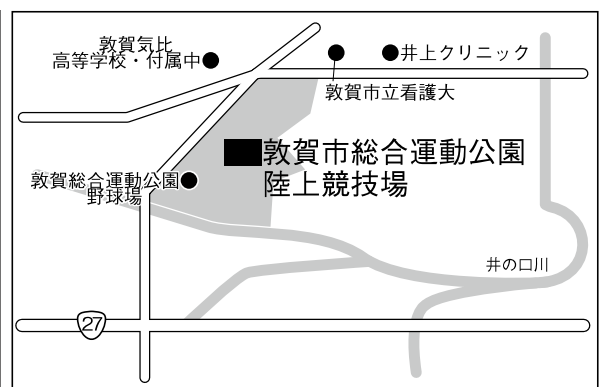 敦賀気比
高等学校・付属中
井上クリニック
敦賀市立看護大
敦賀市総合運動公園
陸上競技場
敦賀総合運動公園
野球場
井の口川
27